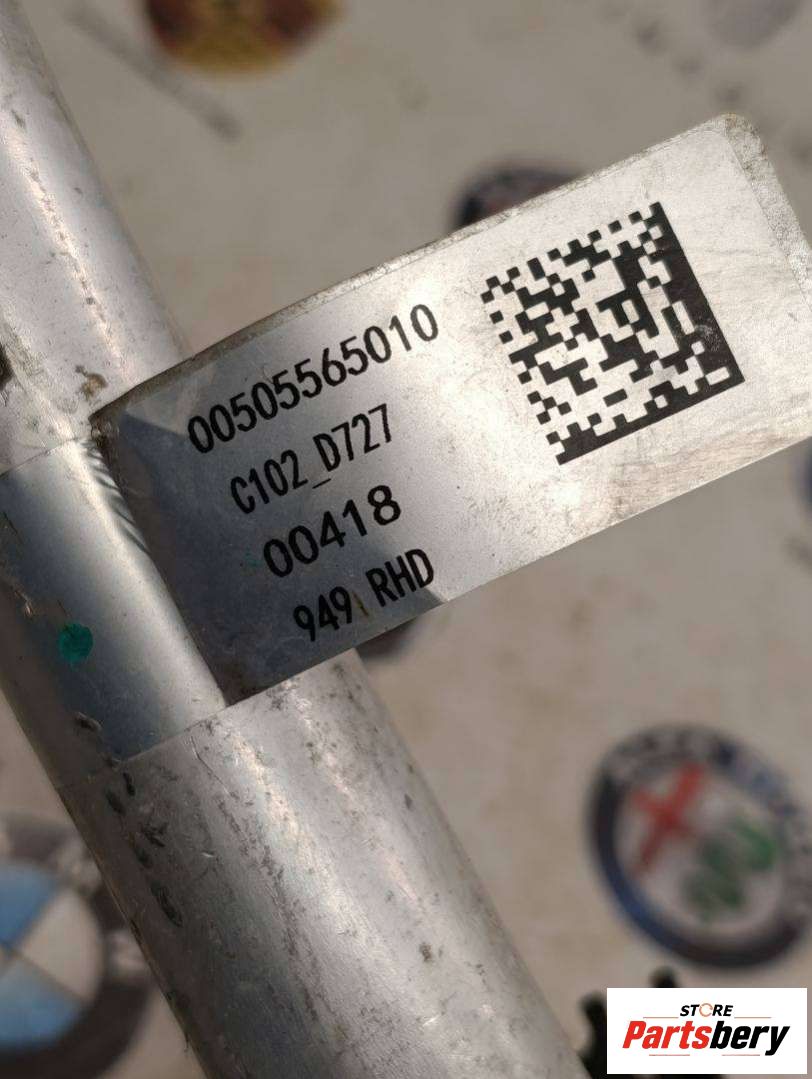 00505565010
C102_D727
00418
949 RHD
STORE
Partsbery